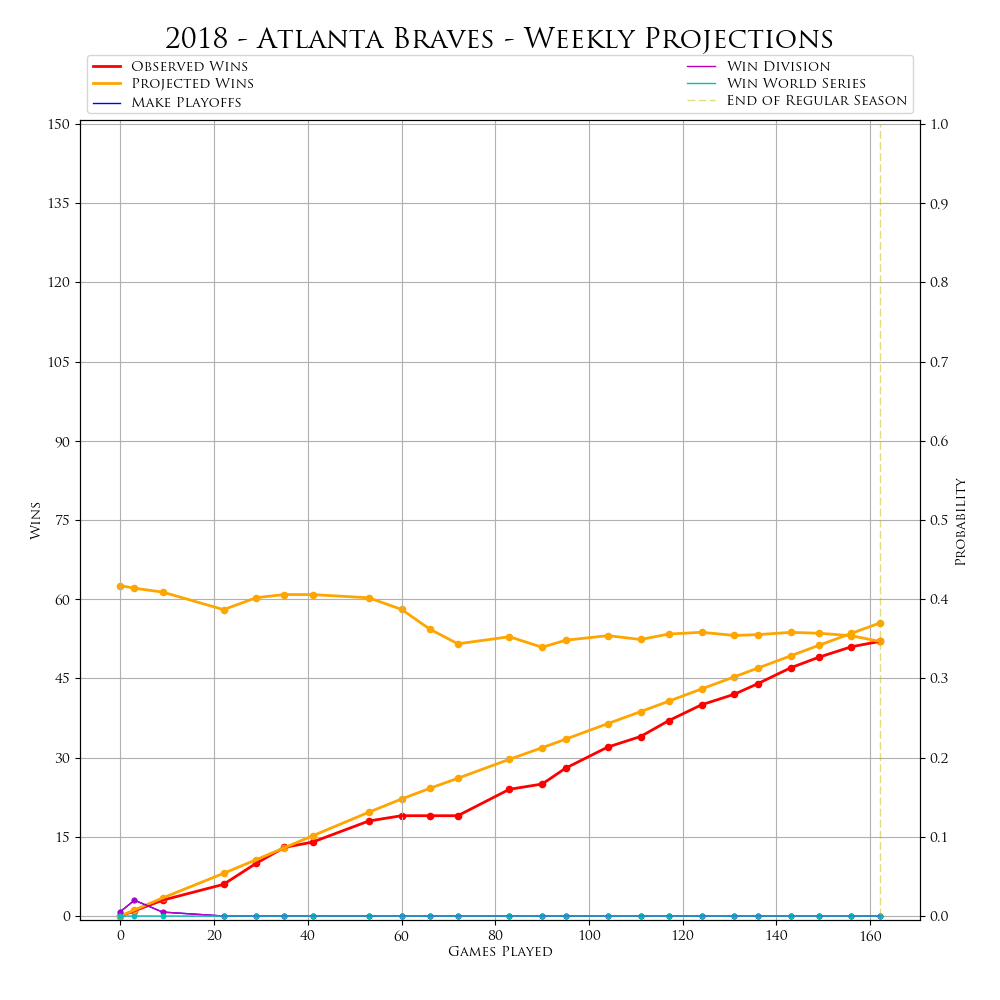 2018 - Atlanta Braves - Weekly Projections
Observed Wins
Projected Wins
Make Playoffs
Win Division
Win World Series
End of Regular Season
150
135
120
105
90
75
60
45
30
15
0
Wins
1.0
0.9
0.8
0.7
0.6
0.5
0.4
0.3
0.2
0.1
0.0
Probability
0 20 40 60 80 100 120 140 160
Games Played